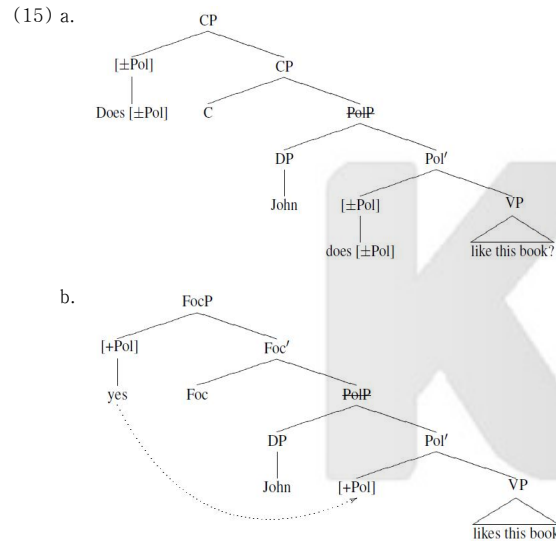 (15) a.
CP
[±Pol] CP
Does [±Pol] C PolP
DP Pol′
John [±Pol] VP
does [±Pol] like this book?
b.
FocP
[+Pol] Foc′
yes Foc PolP
DP Pol′
John [+Pol] VP
likes this book